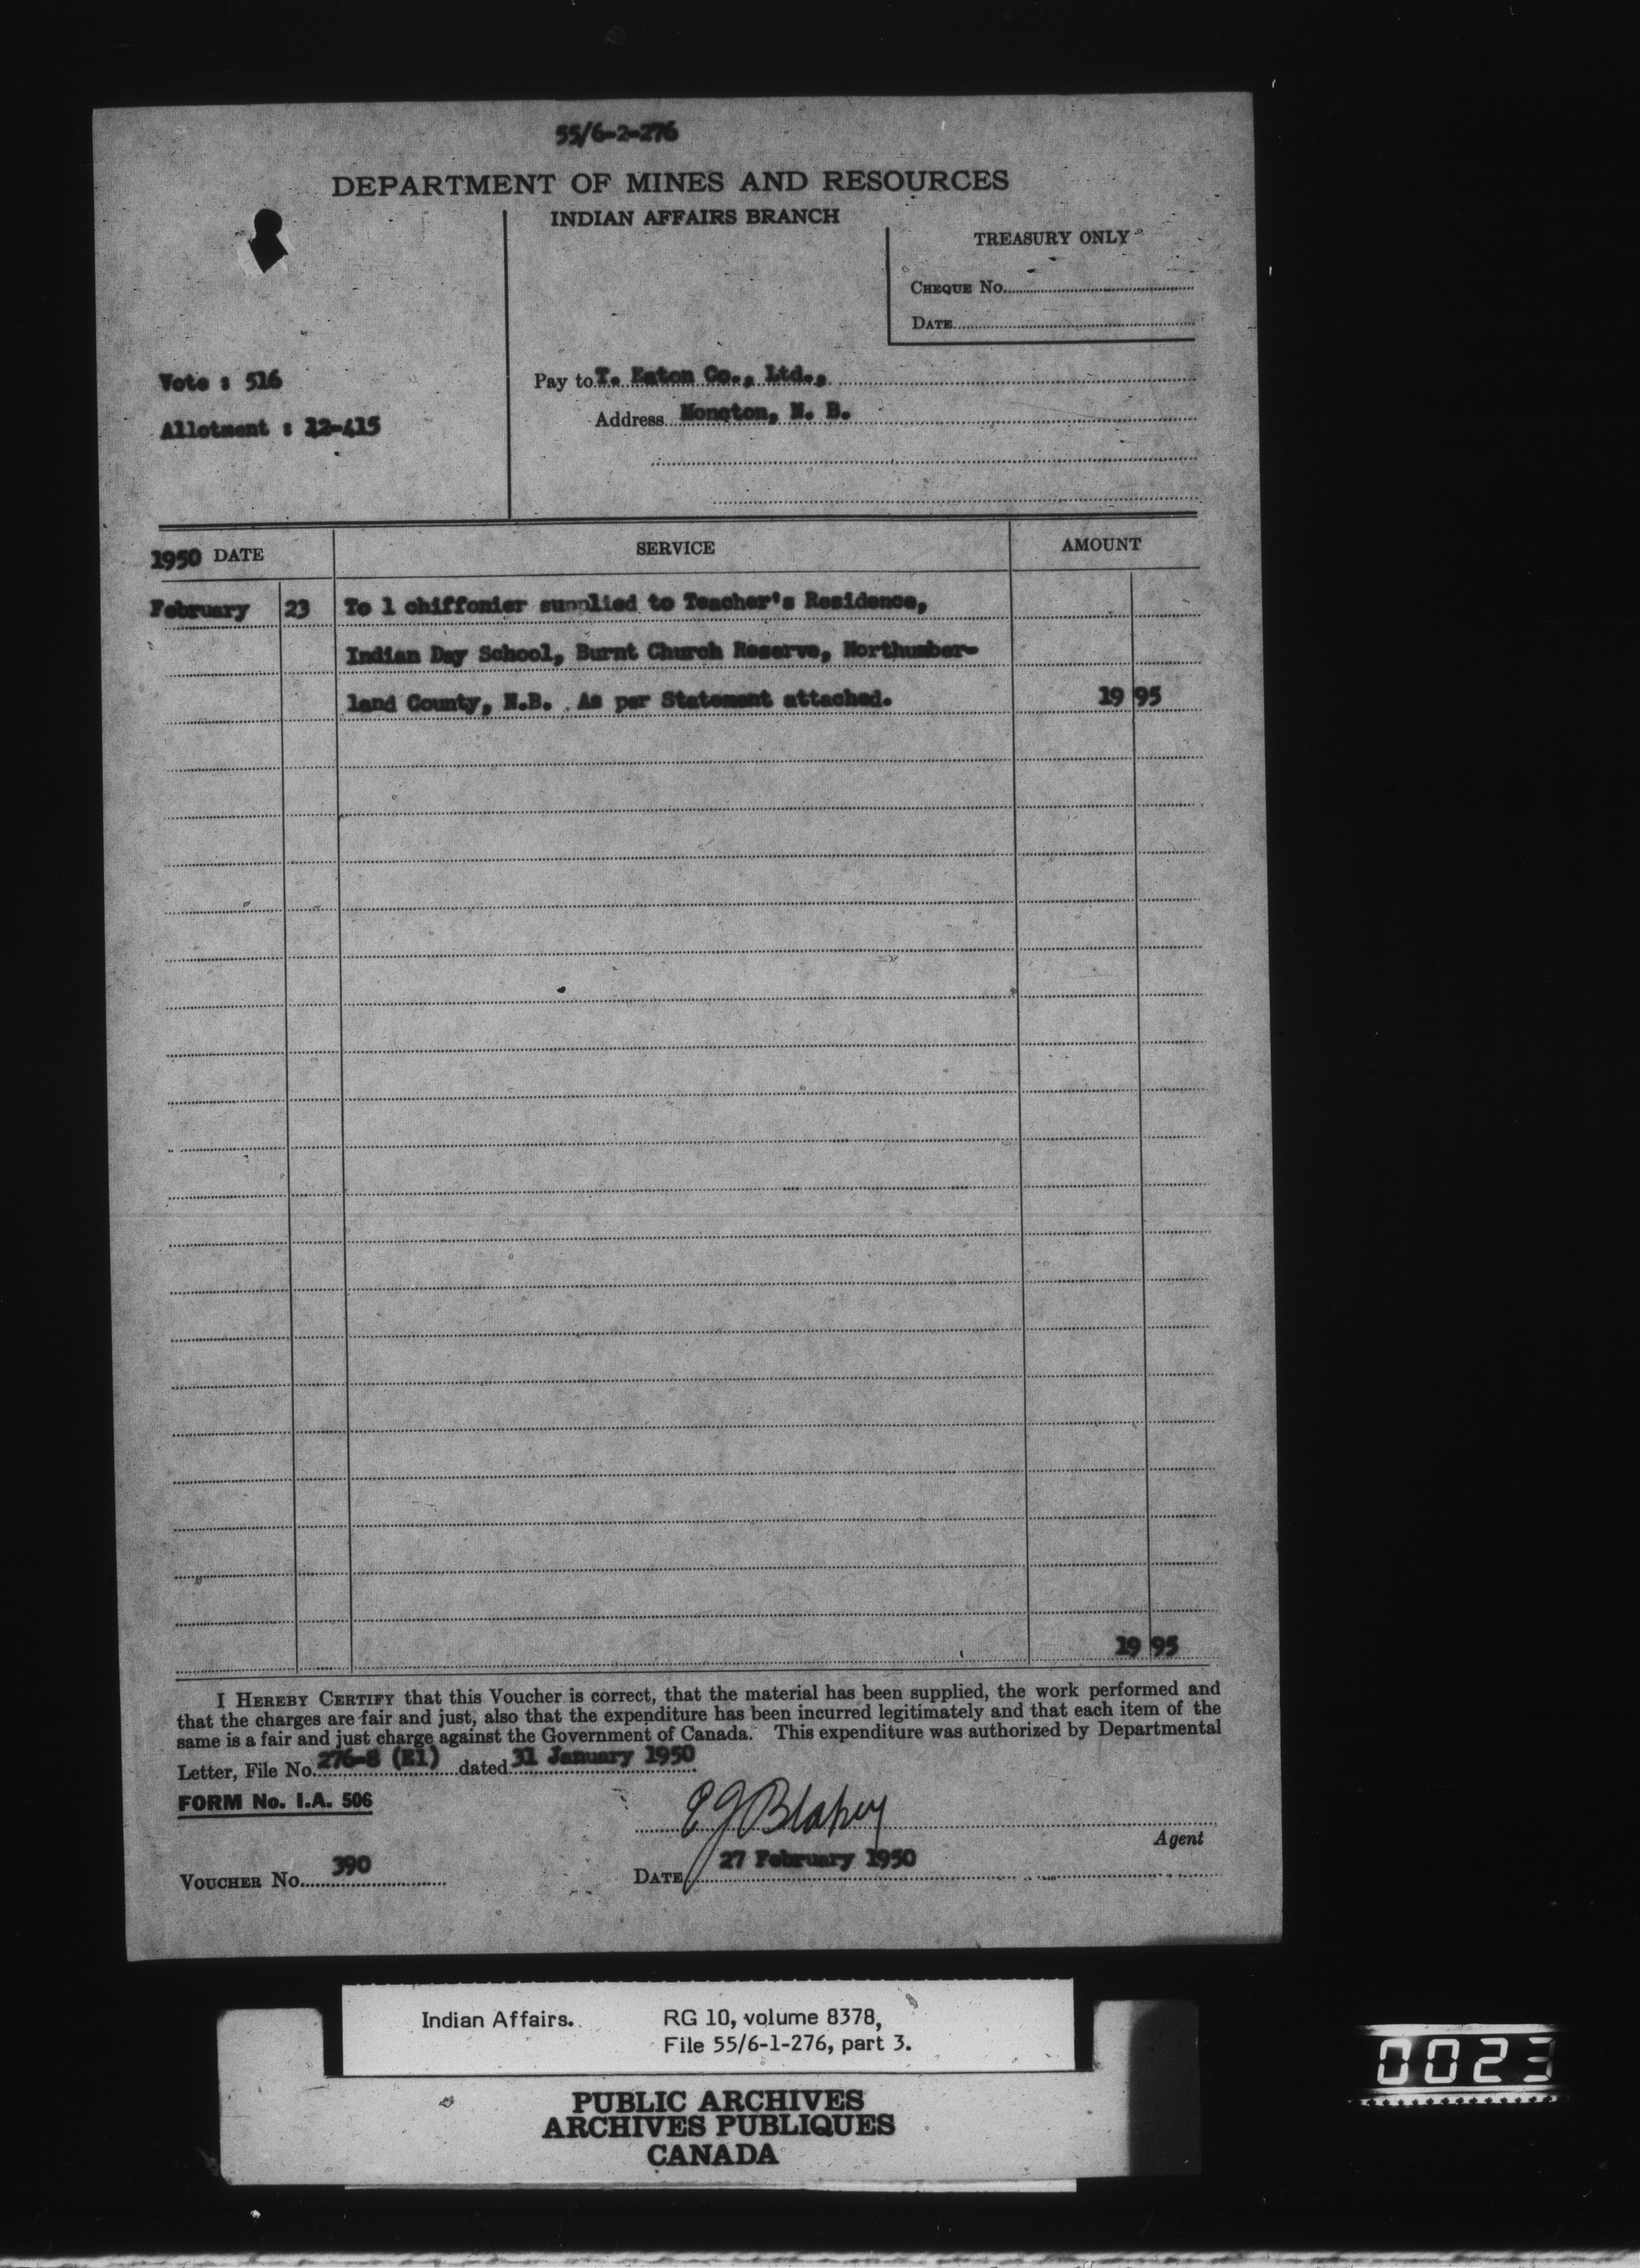 55/6-2-276
DEPARTMENT OF MINES AND RESOURCES
INDIAN AFFAIRS BRANCH
TREASURY ONLY
CHEQUE No.
DATE
Vote : 516
Allotment : 12-415
Pay to T. Eaton Co., Ltd.,
Address Moncton, N. B.
1950 DATE SERVICE AMOUNT
February 23 To 1 chiffonier supplied to Teacher's Residence,
Indian Day School, Burnt Church Reserve, Northumber-
land County, N.B. As per Statement attached. 19 95
19 95
I HEREBY CERTIFY that this Voucher is correct, that the material has been supplied, the work performed and
that the charges are fair and just, also that the expenditure has been incurred legitimately and that each item of the
same is a fair and just charge against the Government of Canada. This expenditure was authorized by Departmental
Letter, File No. 276-8 (E1) dated 31 January 1950
FORM No. I.A. 506
EJ Blakey
Agent
VOUCHER No. 390
DATE 27 February 1950
Indian Affairs. RG 10, volume 8378,
File 55/6-1-276, part 3.
PUBLIC ARCHIVES
ARCHIVES PUBLIQUES
CANADA
0023